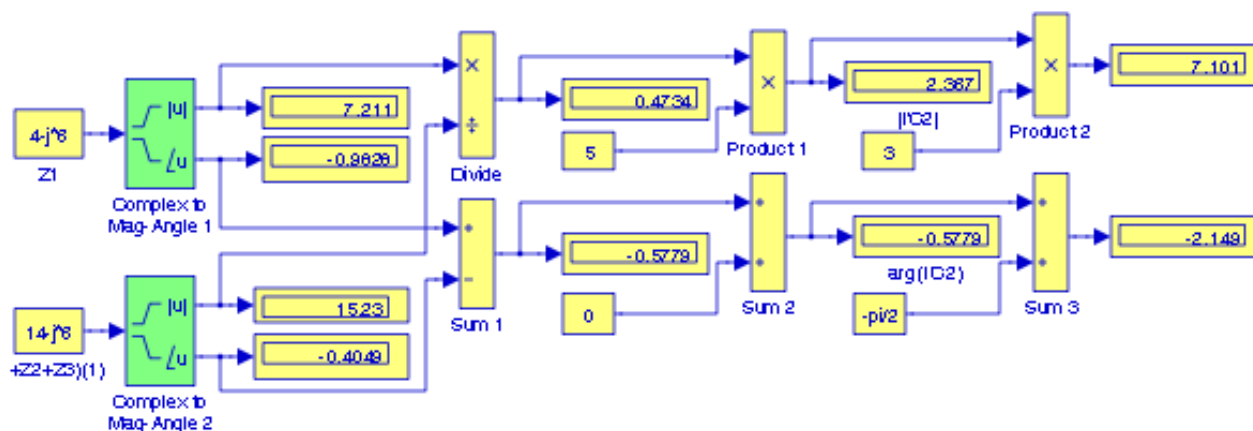 |u|
∠u
4-j*6
Z1
Complex to
Mag-Angle 1
7.211
-0.9828
×
÷
Divide
0.4734
5
×
Product 1
2.367
|I'C2|
3
×
Product 2
7.101
|u|
∠u
14-j*6
+Z2+Z3)(1)
Complex to
Mag-Angle 2
15.23
-0.4049
+
-
Sum 1
-0.5779
0
+
+
Sum 2
-0.5779
arg(I'C2)
-pi/2
+
+
Sum 3
-2.149